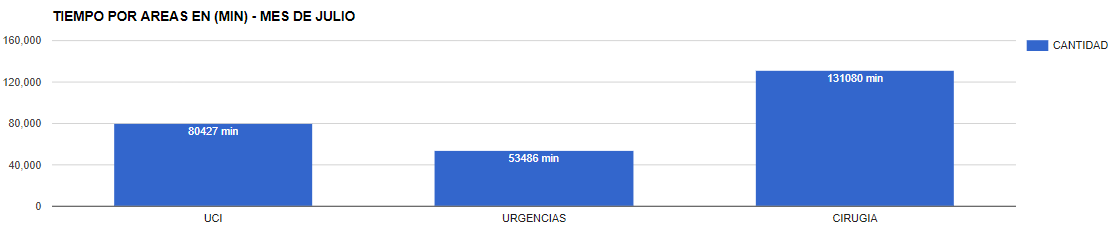 TIEMPO POR AREAS EN (MIN) - MES DE JULIO
160,000
120,000
80,000
40,000
0
CANTIDAD
80427 min
53486 min
131080 min
UCI
URGENCIAS
CIRUGIA